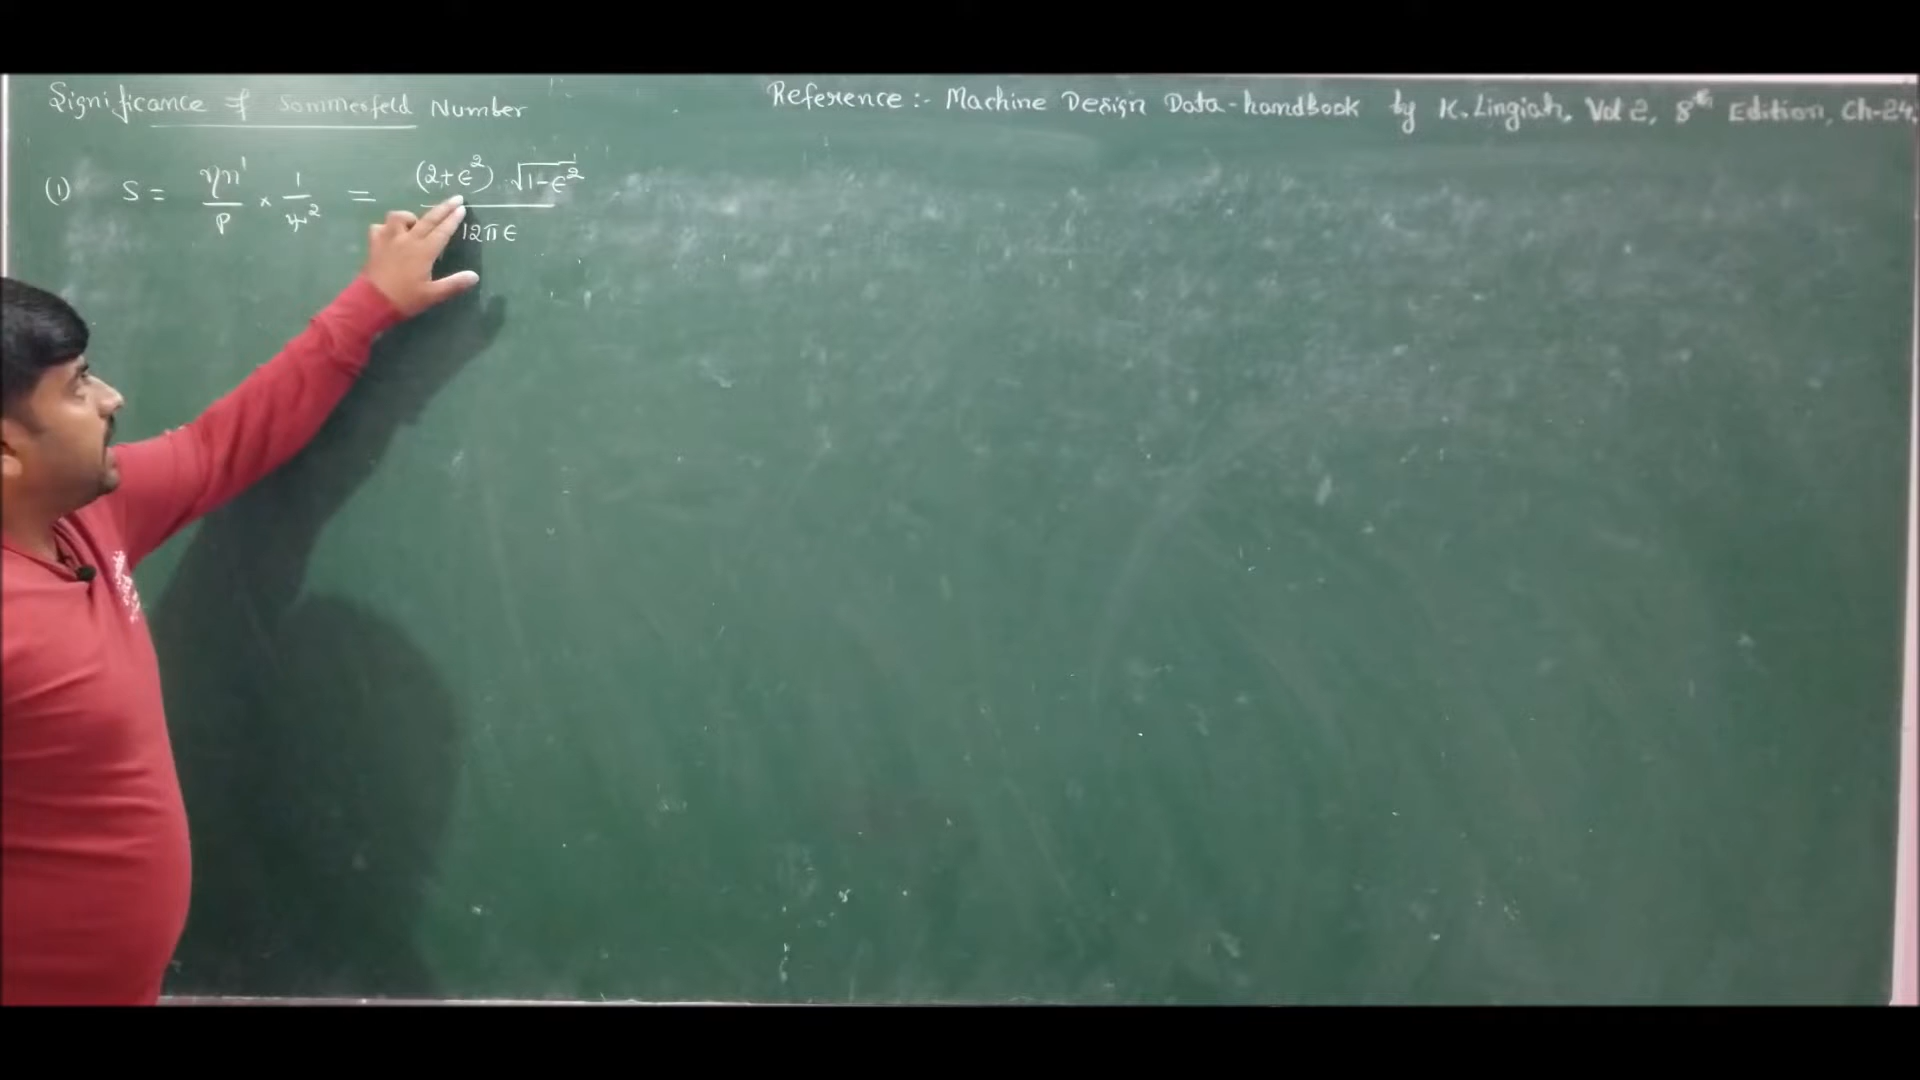 Significance of Sommerfeld Number
Reference :- Machine Design Data-handbook by K. Lingiah, Vol 2, 8th Edition, Ch-24.
(1) S = ηn'/P × 1/ψ² = (2+ϵ²) √1-ϵ² / 12πϵ